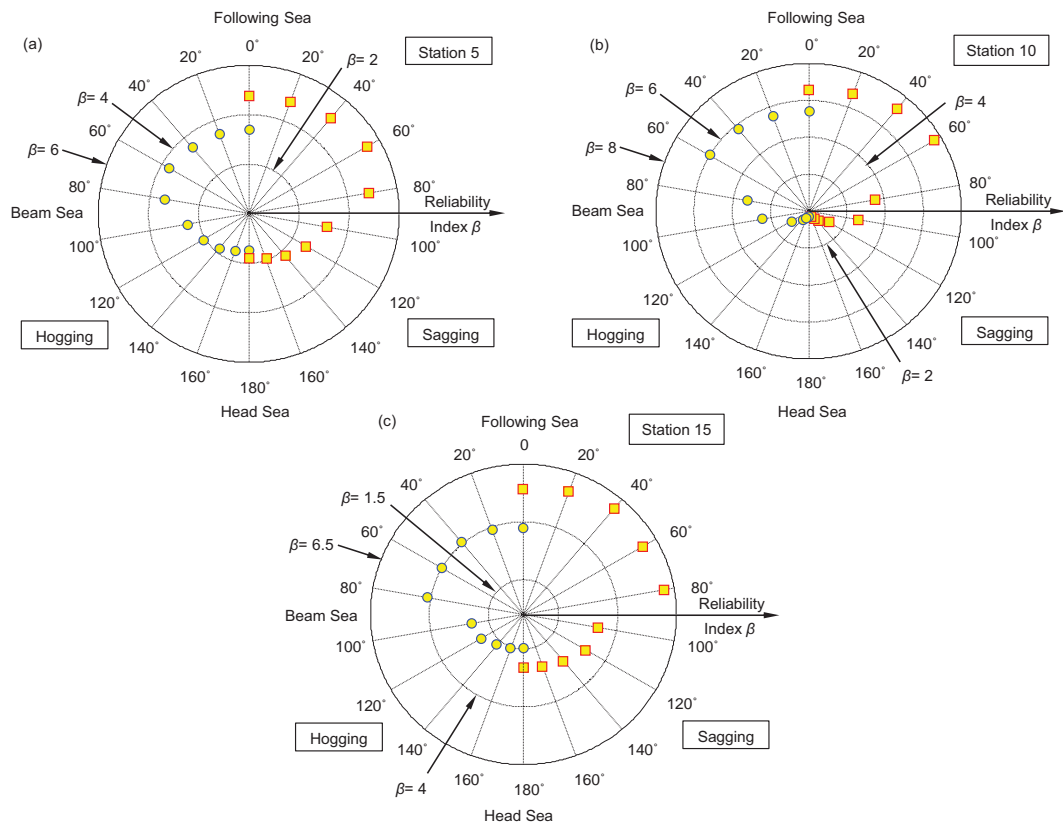 Following Sea
(a)
Station 5
0°
20°
20°
β= 2
40°
40°
β= 4
60°
60°
β= 6
80°
80°
Reliability
Beam Sea
Index β
100°
100°
120°
120°
Hogging
Sagging
140°
140°
160°
160°
180°
Head Sea
Following Sea
(b)
Station 10
0°
20°
20°
β= 6
40°
40°
β= 4
60°
60°
β= 8
80°
80°
Reliability
Beam Sea
Index β
100°
100°
120°
120°
Hogging
Sagging
140°
140°
β= 2
160°
160°
180°
Head Sea
(c)
Following Sea
Station 15
0
20°
20°
β= 1.5
40°
40°
60°
60°
β= 6.5
80°
80°
Reliability
Beam Sea
Index β
100°
100°
120°
120°
Hogging
Sagging
140°
140°
β= 4
160°
160°
180°
Head Sea